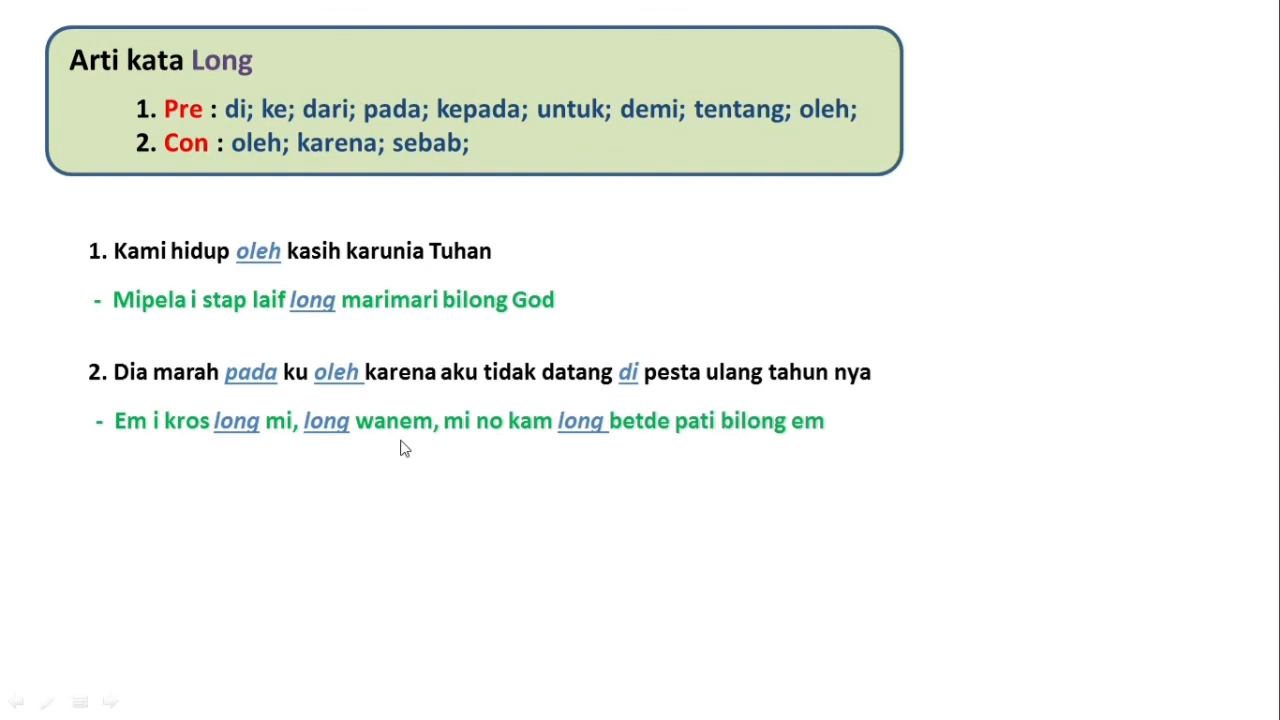 Arti kata Long
1. Pre : di; ke; dari; pada; kepada; untuk; demi; tentang; oleh;
2. Con : oleh; karena; sebab;
1. Kami hidup oleh kasih karunia Tuhan
- Mipela i stap laif long marimari bilong God
2. Dia marah pada ku oleh karena aku tidak datang di pesta ulang tahun nya
- Em i kros long mi, long wanem, mi no kam long betde pati bilong em